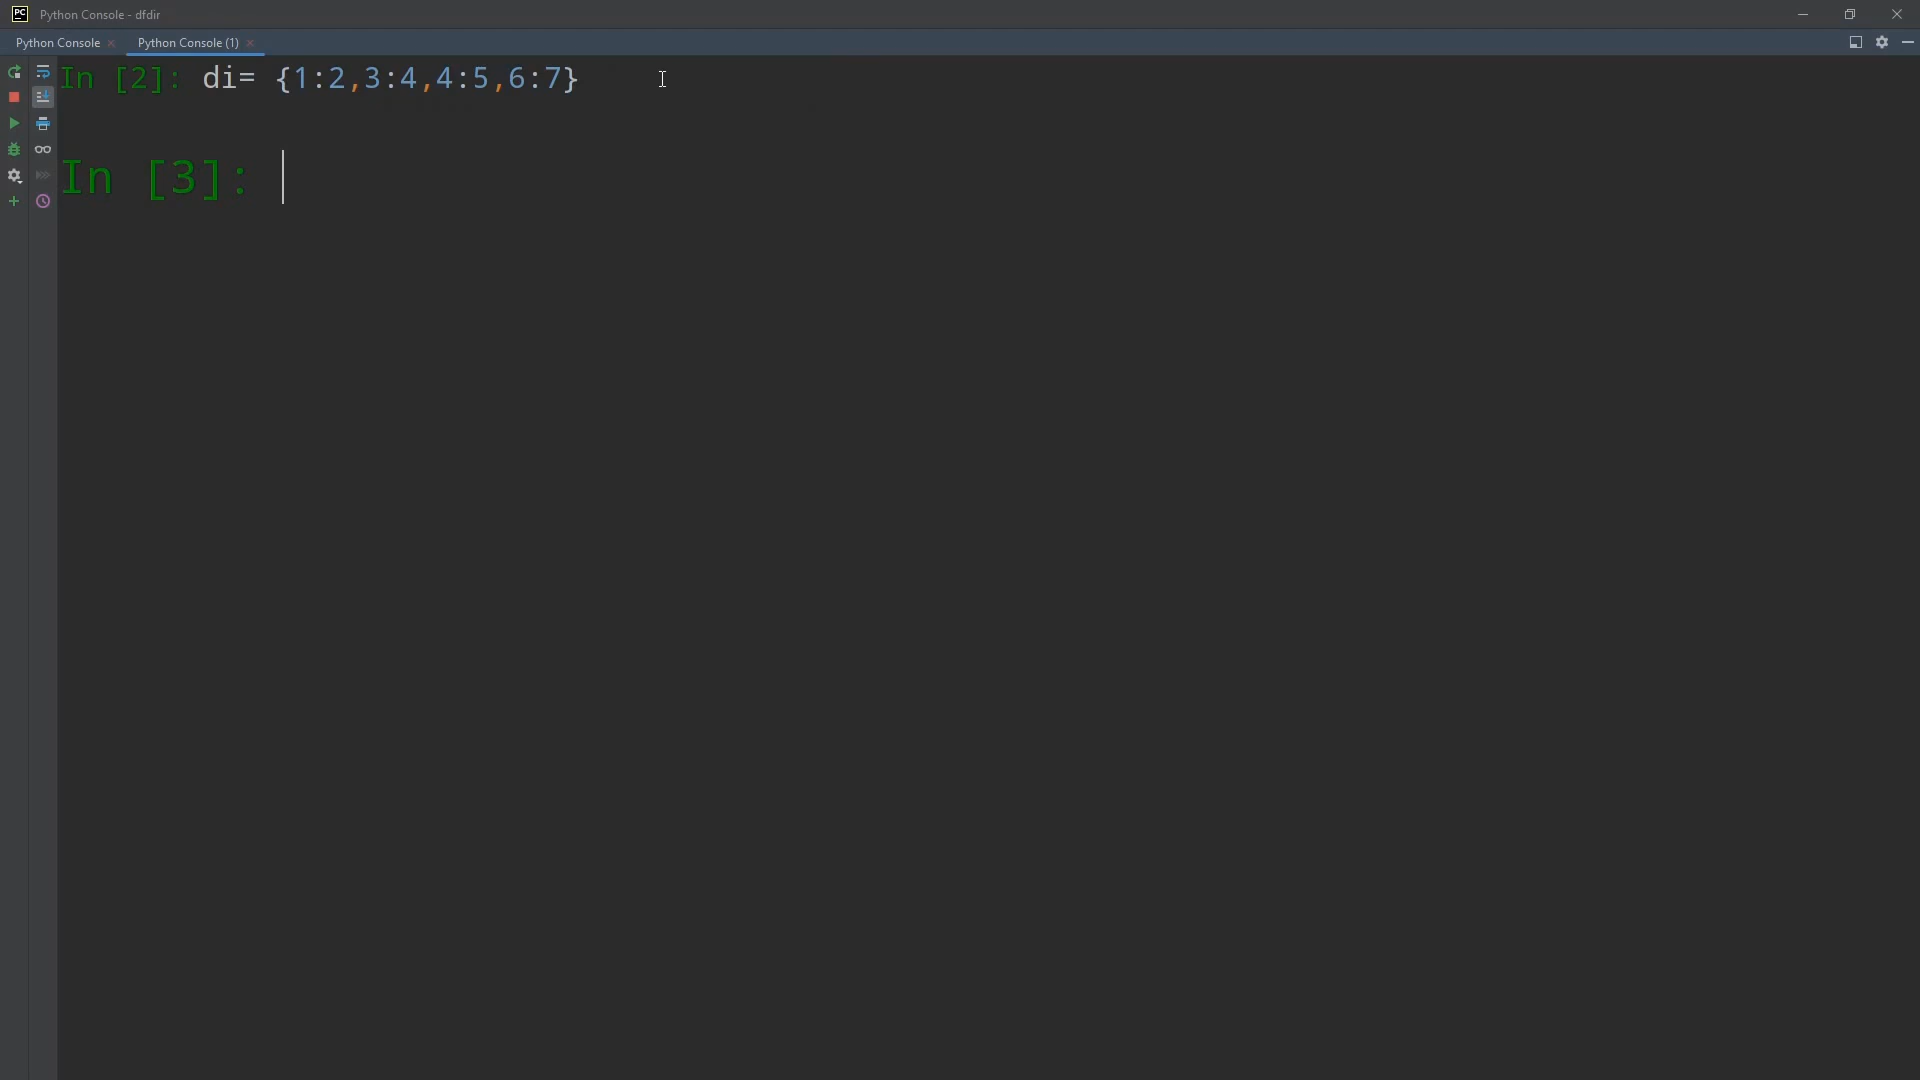 PC Python Console - dfdir
Python Console Python Console (1)
In [2]: di= {1:2,3:4,4:5,6:7}
In [3]: